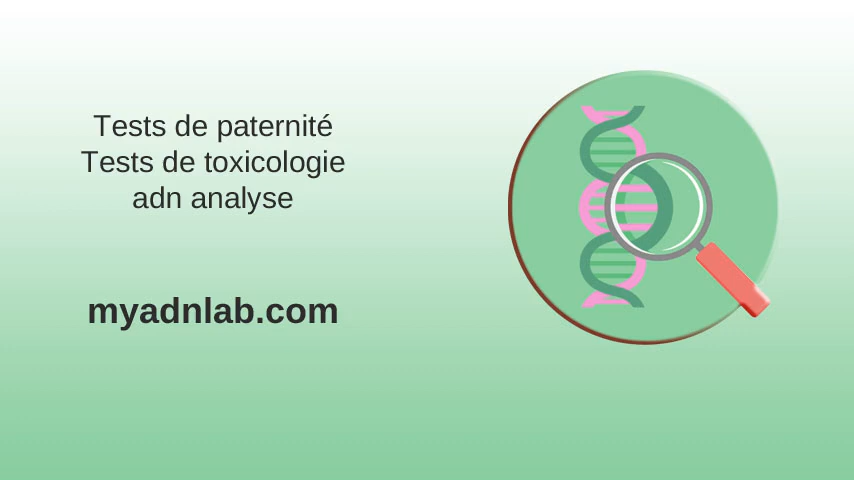 Tests de paternité
Tests de toxicologie
adn analyse
myadnlab.com